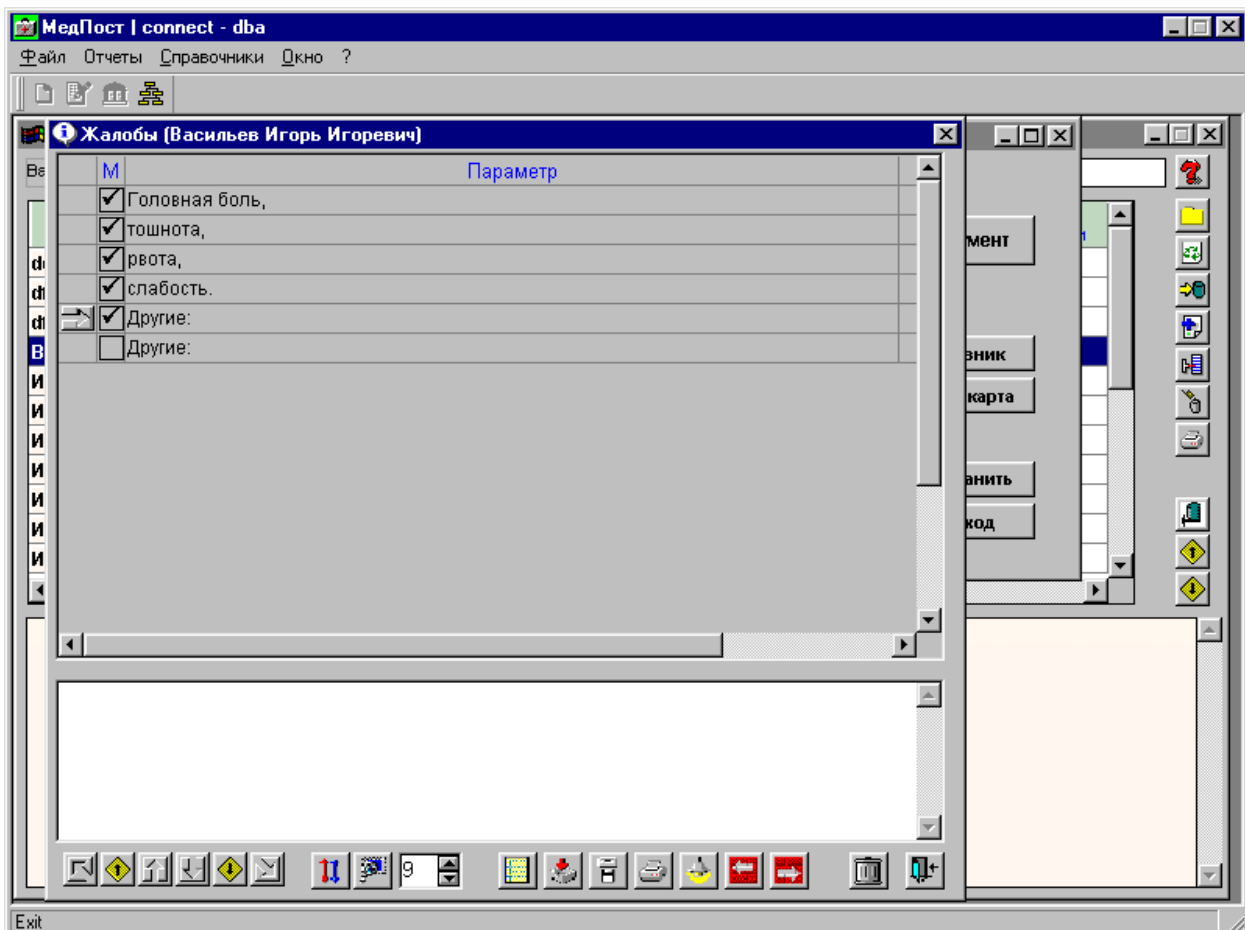 МедПост | connect - dba
Файл Отчеты Справочники Окно ?
Жалобы (Васильев Игорь Игоревич)
М Параметр
Головная боль,
тошнота,
рвота,
слабость.
Другие:
Другие:
мент
зник
карта
анить
ход
9
Exit